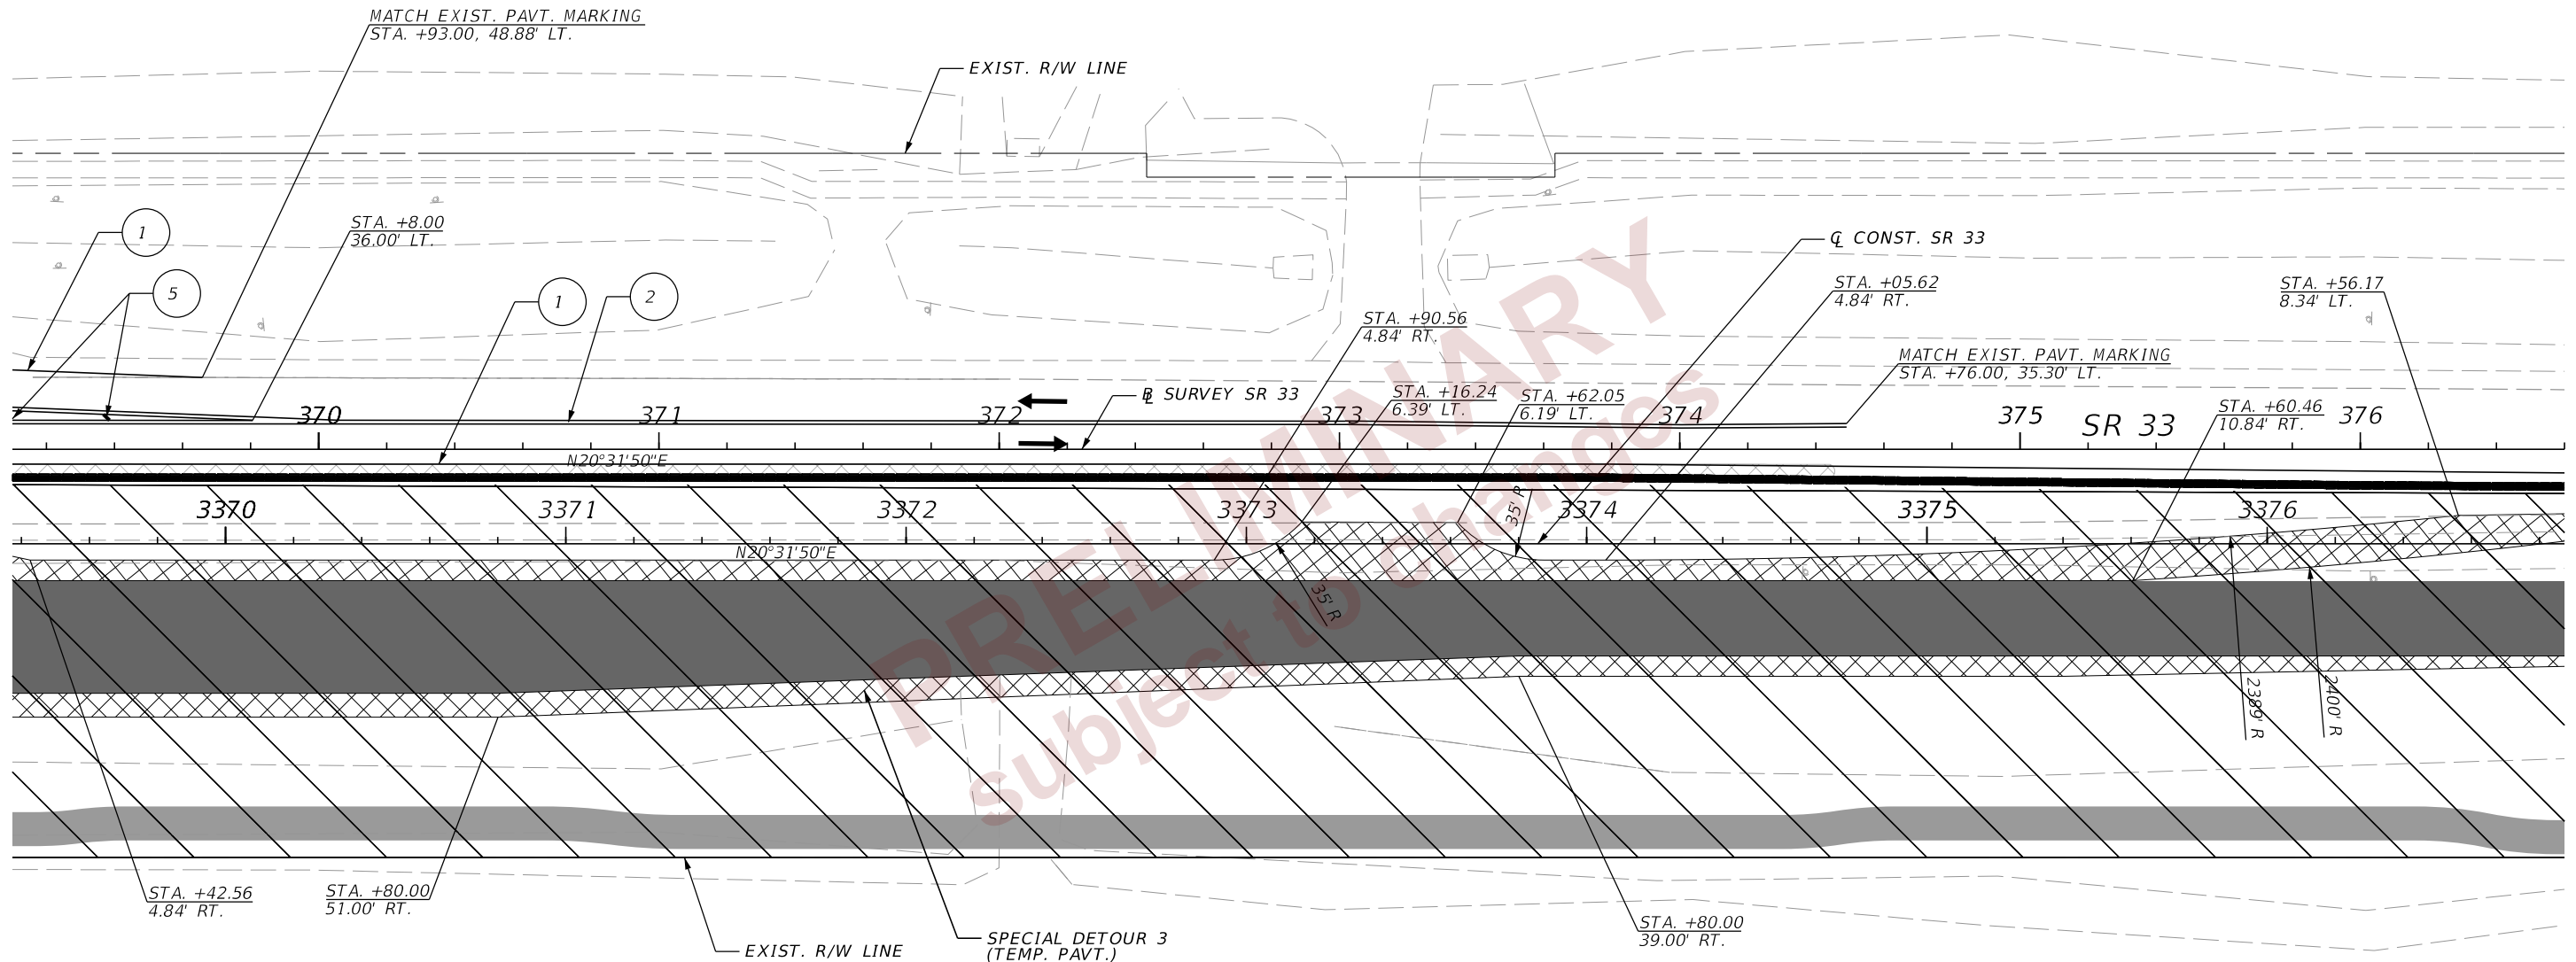 MATCH EXIST. PAVT. MARKING
STA. +93.00, 48.88' LT.
EXIST. R/W LINE
1
5
STA. +8.00
36.00' LT.
1
2
℄ CONST. SR 33
STA. +05.62
4.84' RT.
STA. +56.17
8.34' LT.
STA. +90.56
4.84' RT.
MATCH EXIST. PAVT. MARKING
STA. +76.00, 35.30' LT.
B̲L SURVEY SR 33
STA. +16.24
6.39' LT.
STA. +62.05
6.19' LT.
STA. +60.46
10.84' RT.
370 371 372 373 374 375 SR 33 376
N20°31'50"E
3370 3371 3372 3373 3374 3375 3376
35' R
N20°31'50"E
35' R
2389' R
2400' R
PRELIMINARY
subject to changes
STA. +42.56
4.84' RT.
STA. +80.00
51.00' RT.
EXIST. R/W LINE
SPECIAL DETOUR 3
(TEMP. PAVT.)
STA. +80.00
39.00' RT.